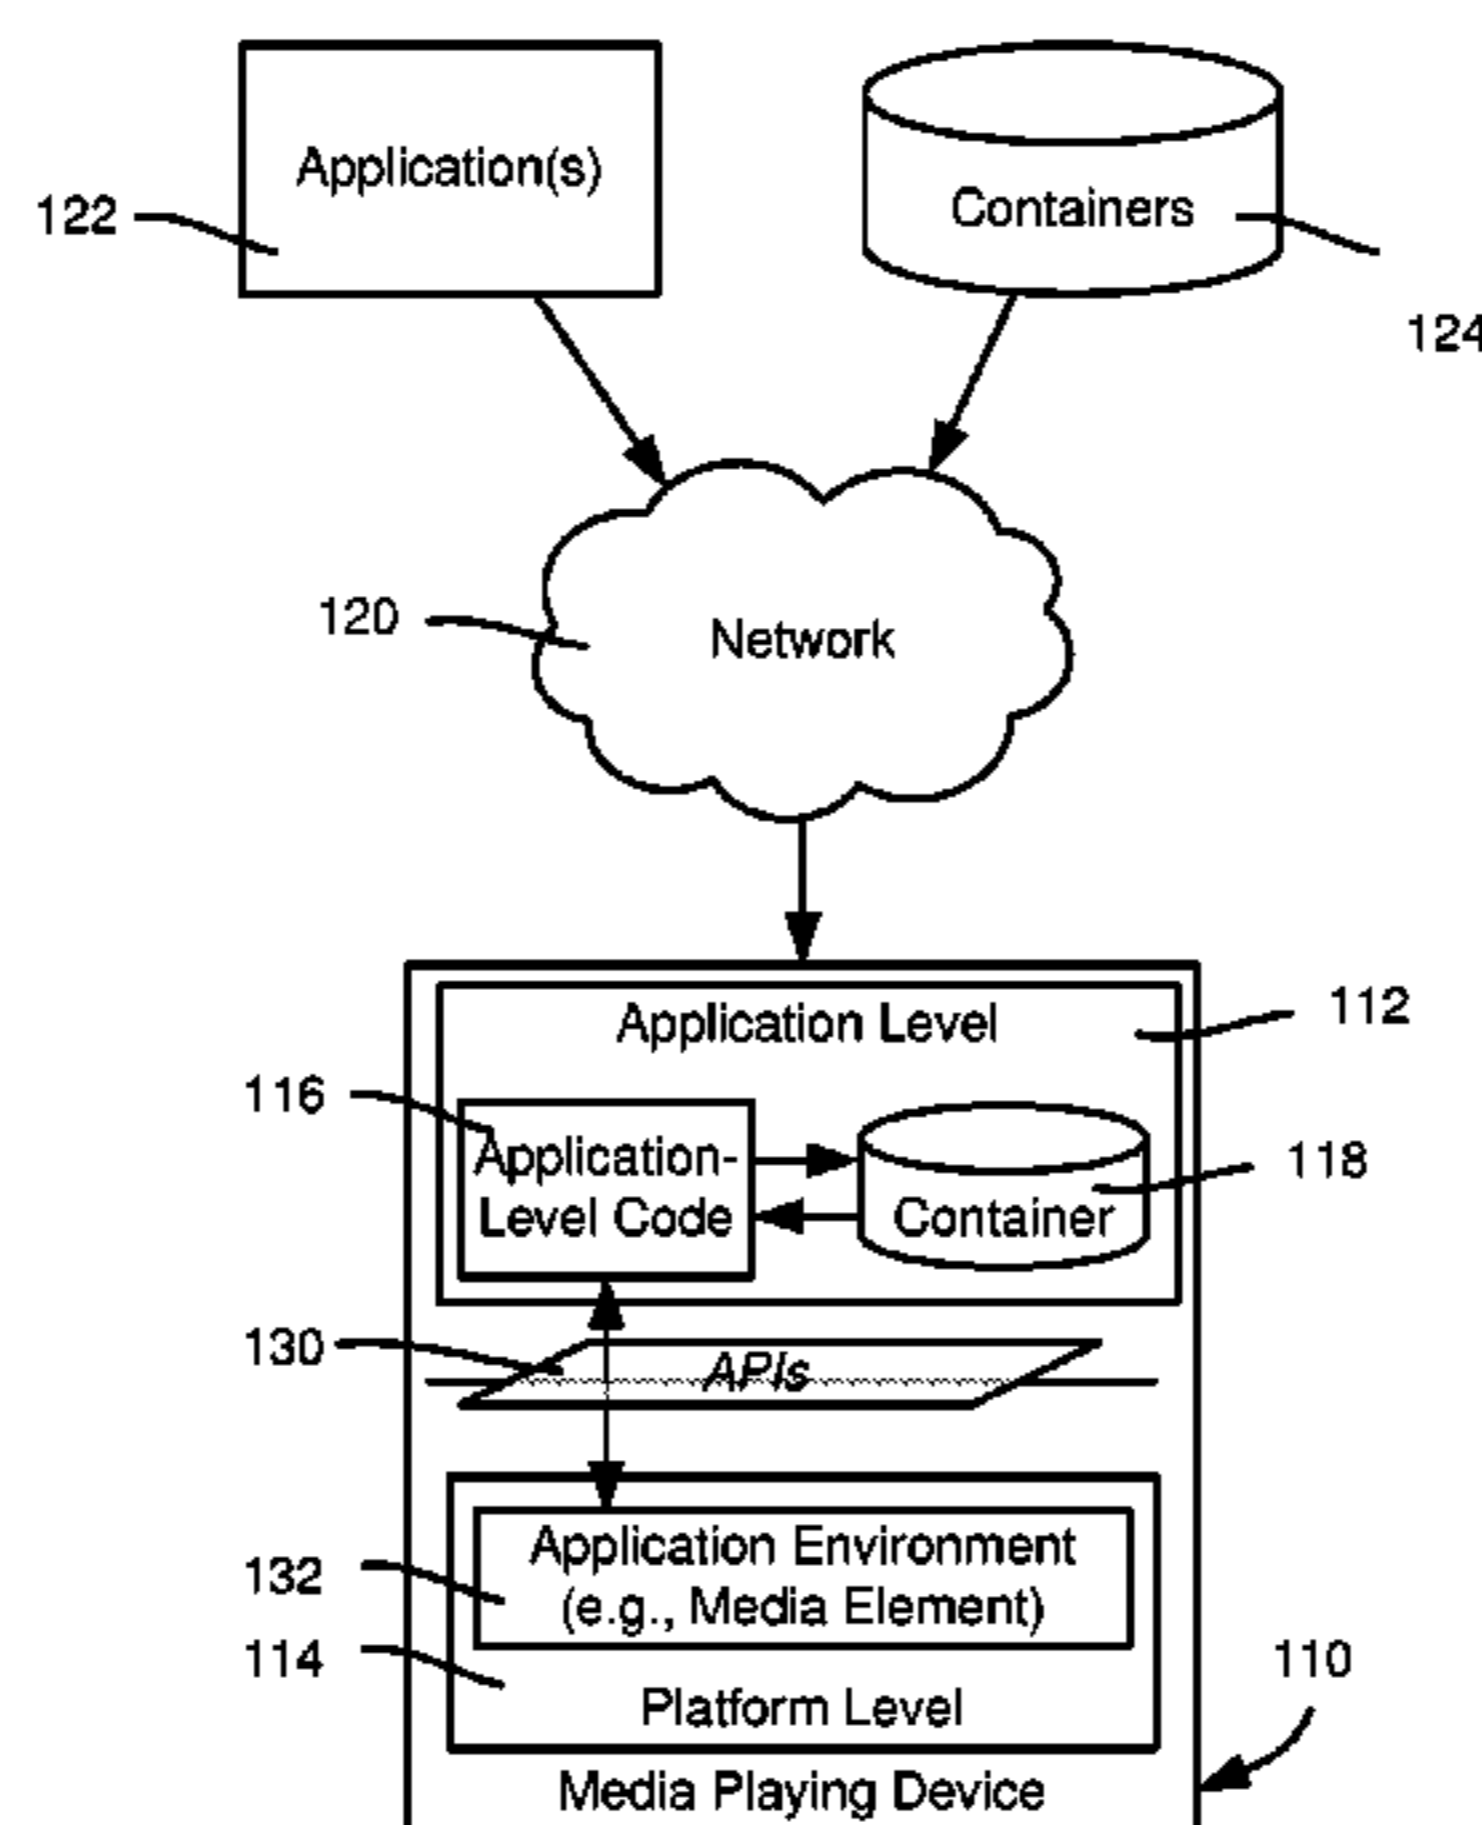 Application(s)
122
Containers
124
120
Network
Application Level
112
116
Application-
Level Code
118
Container
130
APIs
132
Application Environment
(e.g., Media Element)
114
Platform Level
110
Media Playing Device